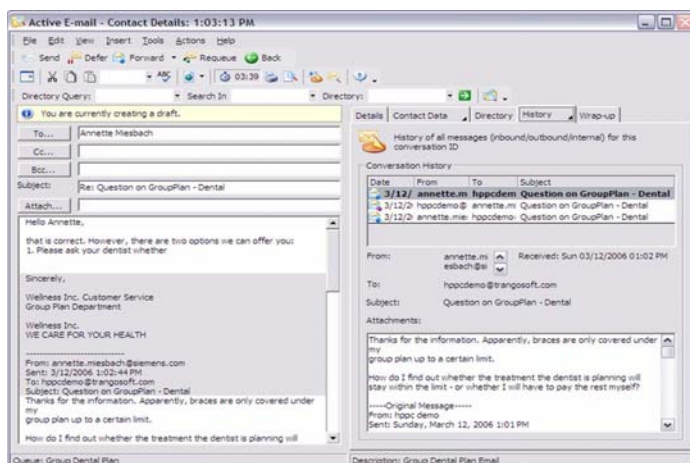 Active E-mail - Contact Details: 1:03:13 PM
File Edit View Insert Tools Actions Help
Send Defer Forward Requeue Back
ABC 03:39
Directory Query: Search In Directory:
You are currently creating a draft.
To... Annette Miesbach
Cc...
Bcc...
Subject: Re: Question on GroupPlan - Dental
Attach...
Hello Annette,
that is correct. However, there are two options we can offer you:
1. Please ask your dentist whether
Sincerely,
Wellness Inc. Customer Service
Group Plan Department
Wellness Inc.
WE CARE FOR YOUR HEALTH
----------------------------
From: annette.miesbach@siemens.com
Sent: 3/12/2006 1:02:44 PM
To: hppcdemo@trangosoft.com
Subject: Question on GroupPlan - Dental
Thanks for the information. Apparently, braces are only covered under
my
group plan up to a certain limit.
How do I find out whether the treatment the dentist is planning will
Queue: Group Dental Plan
Details Contact Data Directory History Wrap-up
History of all messages (inbound/outbound/internal) for this
conversation ID
Conversation History
Date From To Subject
3/12/ annette.m hppcdem Question on GroupPlan - Dental
3/12/2 hppcdemo@ annette.m Question on GroupPlan - Dental
3/12/2 annette.mie hppcdemo Question on GroupPlan - Dental
From: annette.mi
esbach@si
Received: Sun 03/12/2006 01:02 PM
To: hppcdemo@trangosoft.com
Subject: Question on GroupPlan - Dental
Attachments:
Thanks for the information. Apparently, braces are only covered under
my
group plan up to a certain limit.
How do I find out whether the treatment the dentist is planning will
stay within the limit - or whether I will have to pay the rest myself?
-----Original Message-----
From: hppc demo
Sent: Sunday, March 12, 2006 1:01 PM
Description: Group Dental Plan Email